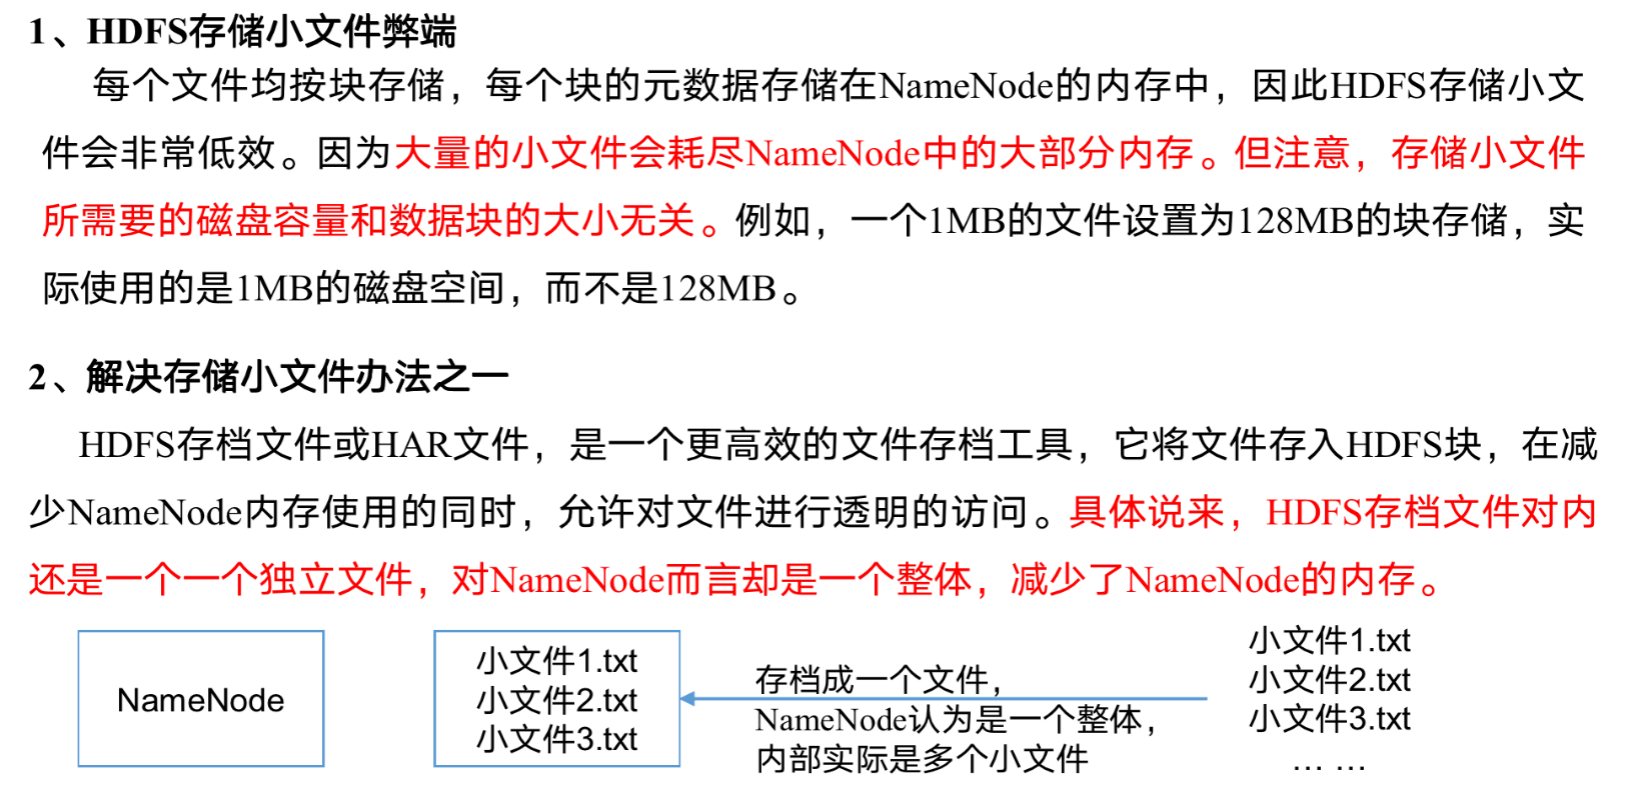 1、HDFS存储小文件弊端
每个文件均按块存储，每个块的元数据存储在NameNode的内存中，因此HDFS存储小文
件会非常低效。因为大量的小文件会耗尽NameNode中的大部分内存。但注意，存储小文件
所需要的磁盘容量和数据块的大小无关。例如，一个1MB的文件设置为128MB的块存储，实
际使用的是1MB的磁盘空间，而不是128MB。
2、解决存储小文件办法之一
HDFS存档文件或HAR文件，是一个更高效的文件存档工具，它将文件存入HDFS块，在减
少NameNode内存使用的同时，允许对文件进行透明的访问。具体说来，HDFS存档文件对内
还是一个一个独立文件，对NameNode而言却是一个整体，减少了NameNode的内存。
NameNode
小文件1.txt
小文件2.txt
小文件3.txt
存档成一个文件，
NameNode认为是一个整体，
内部实际是多个小文件
小文件1.txt
小文件2.txt
小文件3.txt
… …